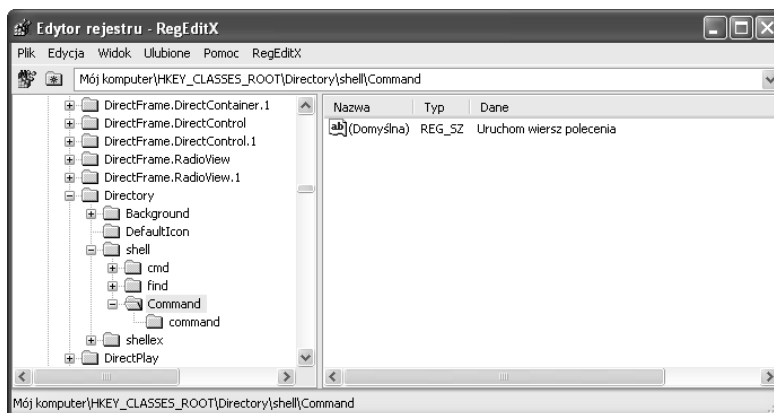 Edytor rejestru - RegEditX
Plik Edycja Widok Ulubione Pomoc RegEditX
Mój komputer\HKEY_CLASSES_ROOT\Directory\shell\Command
DirectFrame.DirectContainer.1
DirectFrame.DirectControl
DirectFrame.DirectControl.1
DirectFrame.RadioView
DirectFrame.RadioView.1
Directory
Background
DefaultIcon
shell
cmd
find
Command
command
shellex
DirectPlay
Nazwa Typ Dane
ab (Domyślna) REG_SZ Uruchom wiersz polecenia
Mój komputer\HKEY_CLASSES_ROOT\Directory\shell\Command